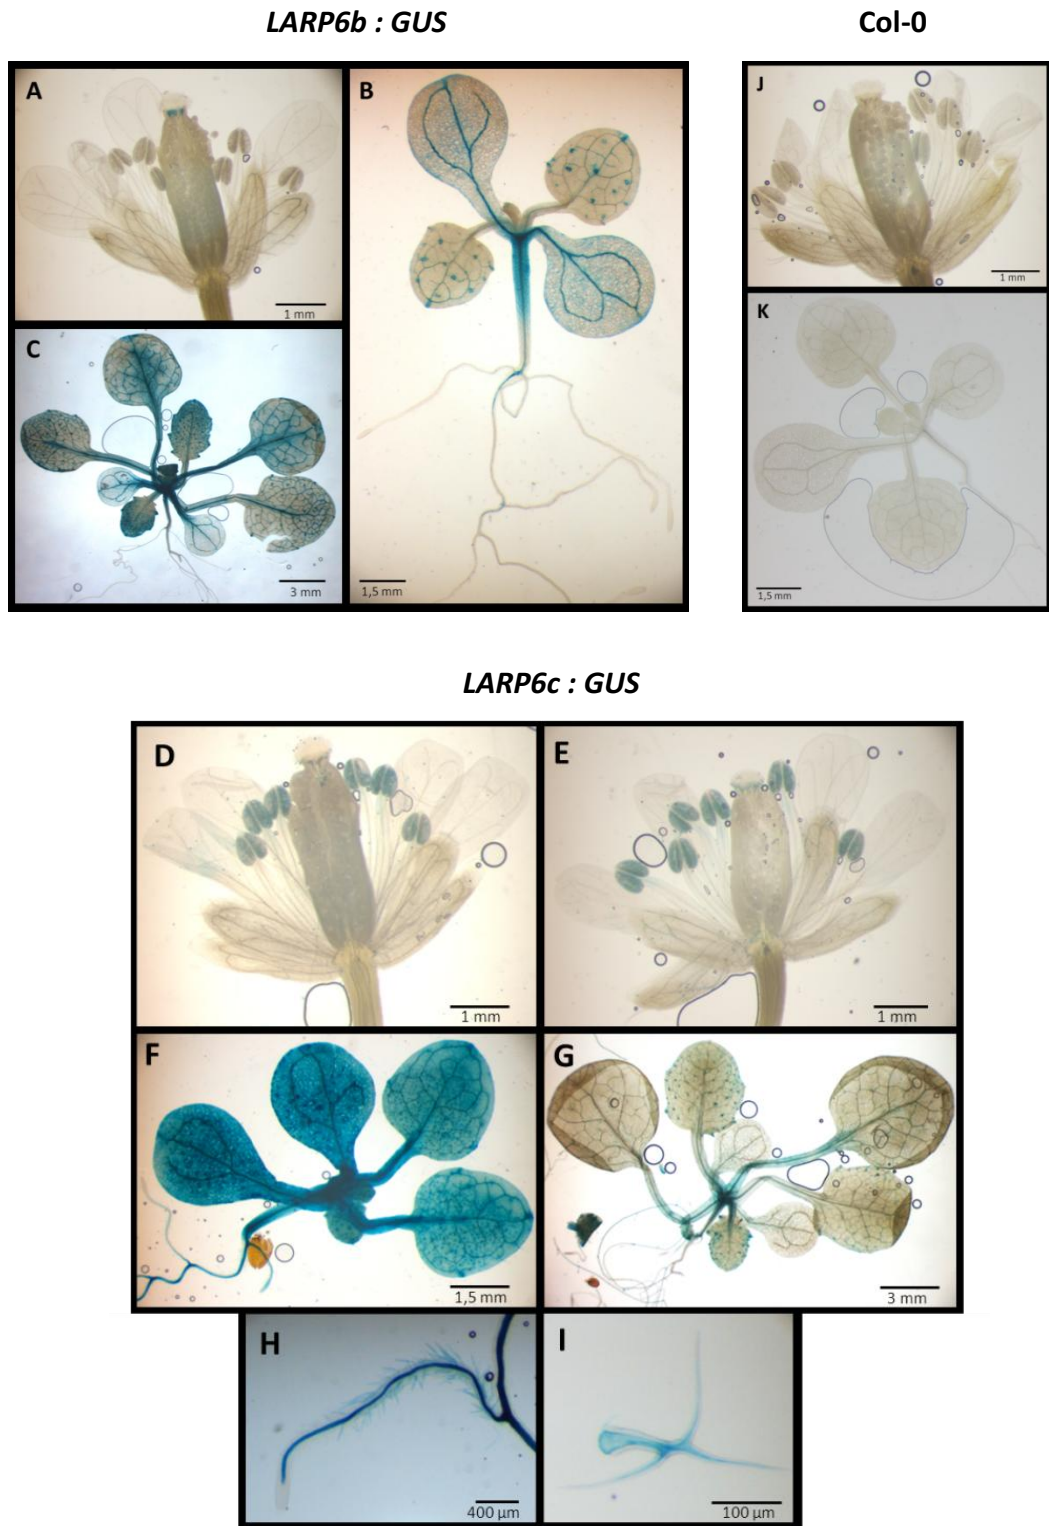 LARP6b : GUS
Col-0
A
1 mm
B
1,5 mm
C
3 mm
J
1 mm
K
1,5 mm
LARP6c : GUS
D
1 mm
E
1 mm
F
1,5 mm
G
3 mm
H
400 µm
I
100 µm